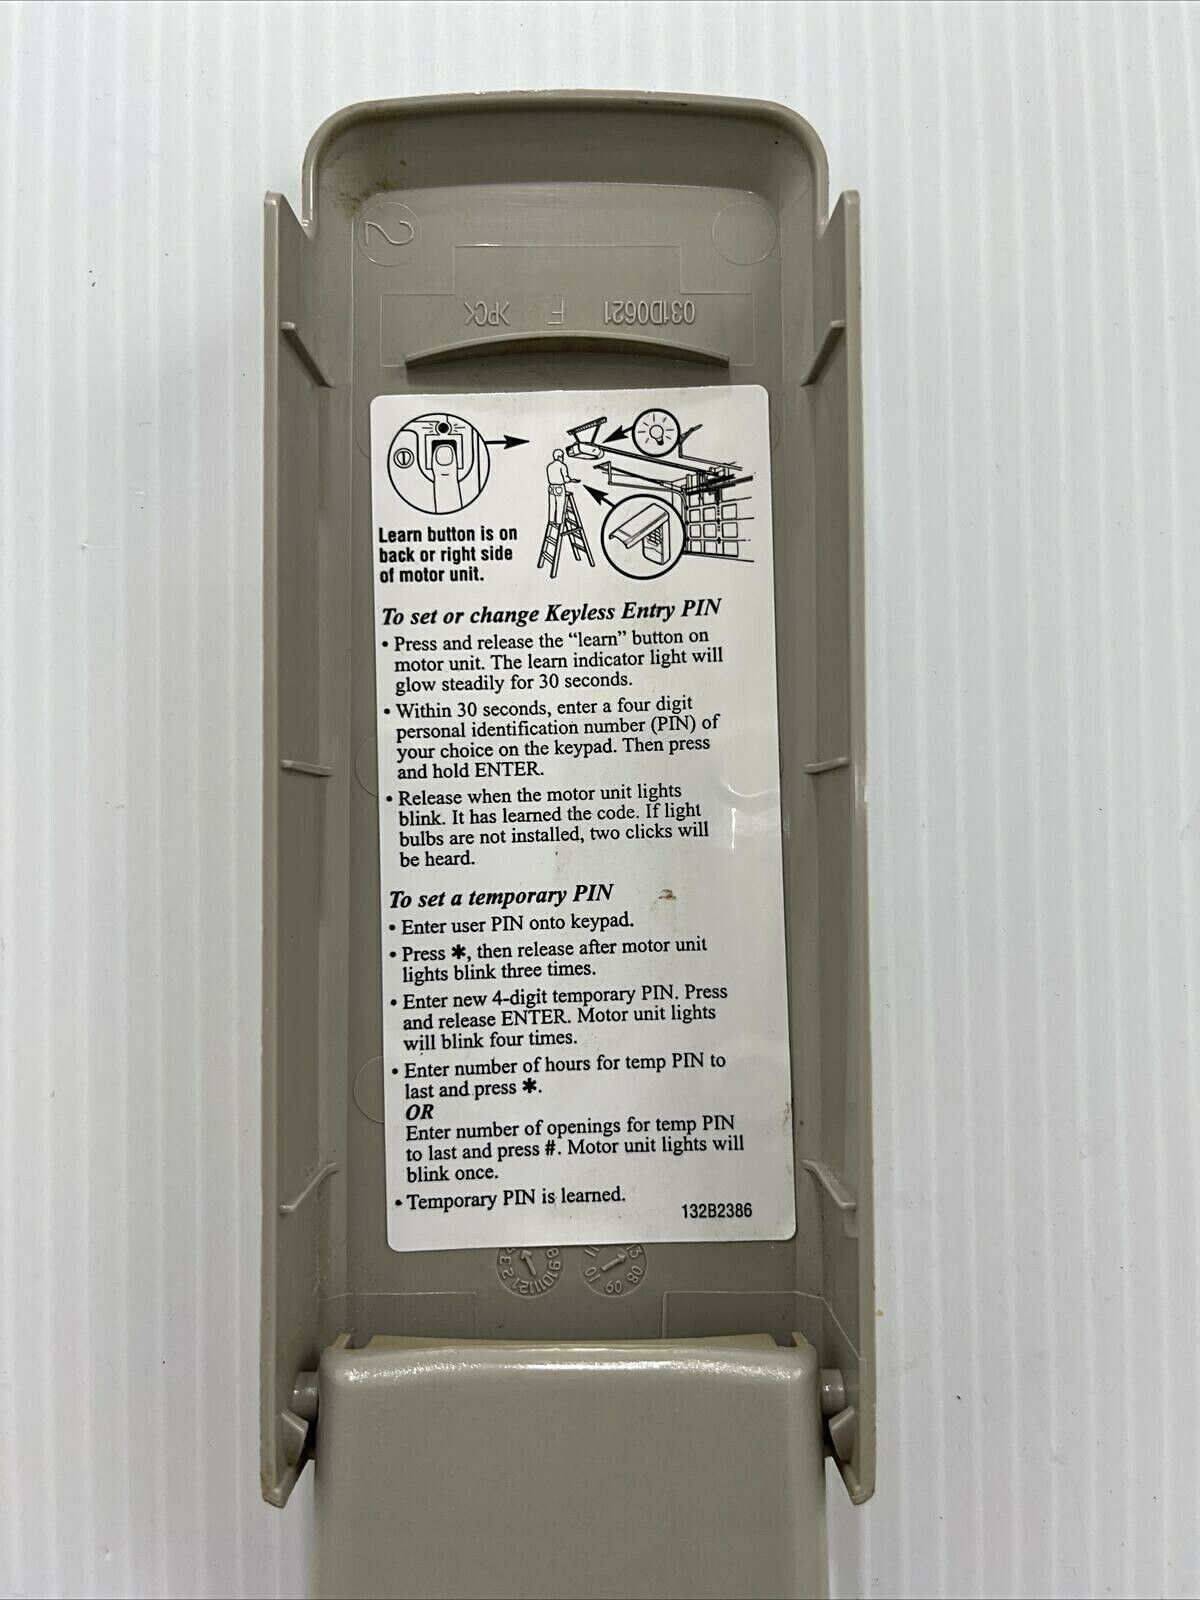 2
031D0621 F >PC<
Learn button is on
back or right side
of motor unit.
To set or change Keyless Entry PIN
• Press and release the “learn” button on
motor unit. The learn indicator light will
glow steadily for 30 seconds.
• Within 30 seconds, enter a four digit
personal identification number (PIN) of
your choice on the keypad. Then press
and hold ENTER.
• Release when the motor unit lights
blink. It has learned the code. If light
bulbs are not installed, two clicks will
be heard.
To set a temporary PIN
• Enter user PIN onto keypad.
• Press ✱, then release after motor unit
lights blink three times.
• Enter new 4-digit temporary PIN. Press
and release ENTER. Motor unit lights
will blink four times.
• Enter number of hours for temp PIN to
last and press ✱.
OR
Enter number of openings for temp PIN
to last and press #. Motor unit lights will
blink once.
• Temporary PIN is learned.
132B2386